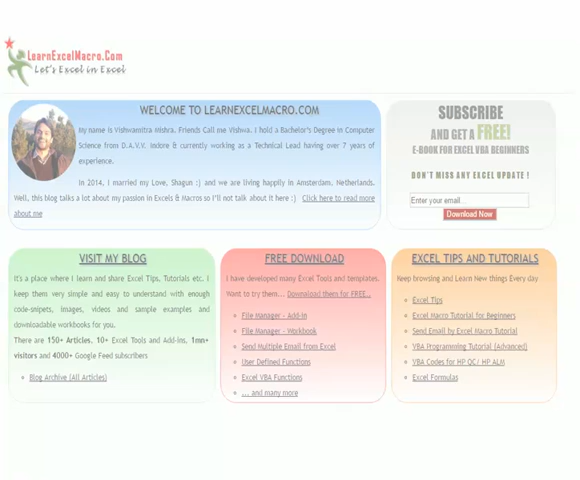 LearnExcelMacro.Com
Let's Excel in Excel
WELCOME TO LEARNEXCELMACRO.COM
My name is Vishwamitra Mishra. Friends Call me Vishwa. I hold a Bachelor's Degree in Computer
Science from D.A.V.V. Indore & currently working as a Technical Lead having over 7 years of
experience.
In 2014, I married my Love, Shagun :) and we are living happily in Amsterdam, Netherlands.
Well, this blog talks a lot about my passion in Excels & Macros so I'll not talk about it here :) Click here to read more
about me
SUBSCRIBE
AND GET A FREE!
E-BOOK FOR EXCEL VBA BEGINNERS
DON'T MISS ANY EXCEL UPDATE !
Enter your email...
Download Now
VISIT MY BLOG
It's a place where I learn and share Excel Tips, Tutorials etc. I
keep them very simple and easy to understand with enough
code-snipets, images, videos and sample examples and
downloadable workbooks for you.
There are 150+ Articles, 10+ Excel Tools and Add-ins. 1mn+
visitors and 4000+ Google Feed subscribers
Blog Archive (All Articles)
FREE DOWNLOAD
I have developed many Excel Tools and templates.
Want to try them... Download them for FREE..
File Manager - Add-in
File Manager - Workbook
Send Multiple Email from Excel
User Defined Functions
Excel VBA Functions
... and many more
EXCEL TIPS AND TUTORIALS
Keep browsing and Learn New things Every day
Excel Tips
Excel Macro Tutorial for Beginners
Send Email by Excel Macro Tutorial
VBA Programming Tutorial (Advanced)
VBA Codes for HP QC/ HP ALM
Excel Formulas